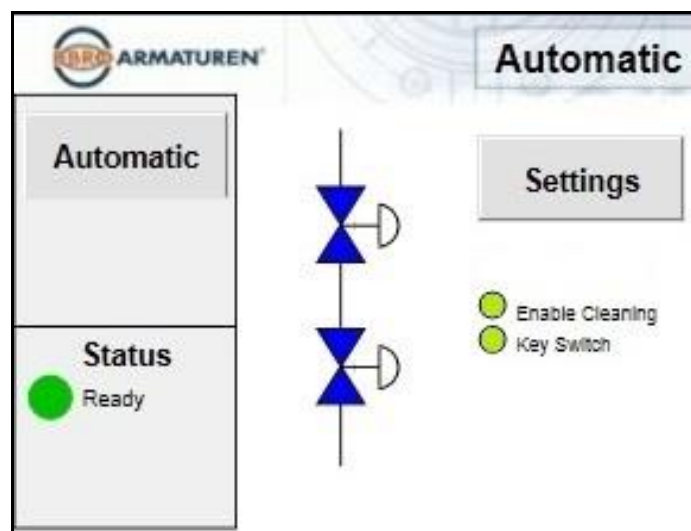 EBRO ARMATUREN®
Automatic
Automatic
Settings
Enable Cleaning
Key Switch
Status
Ready